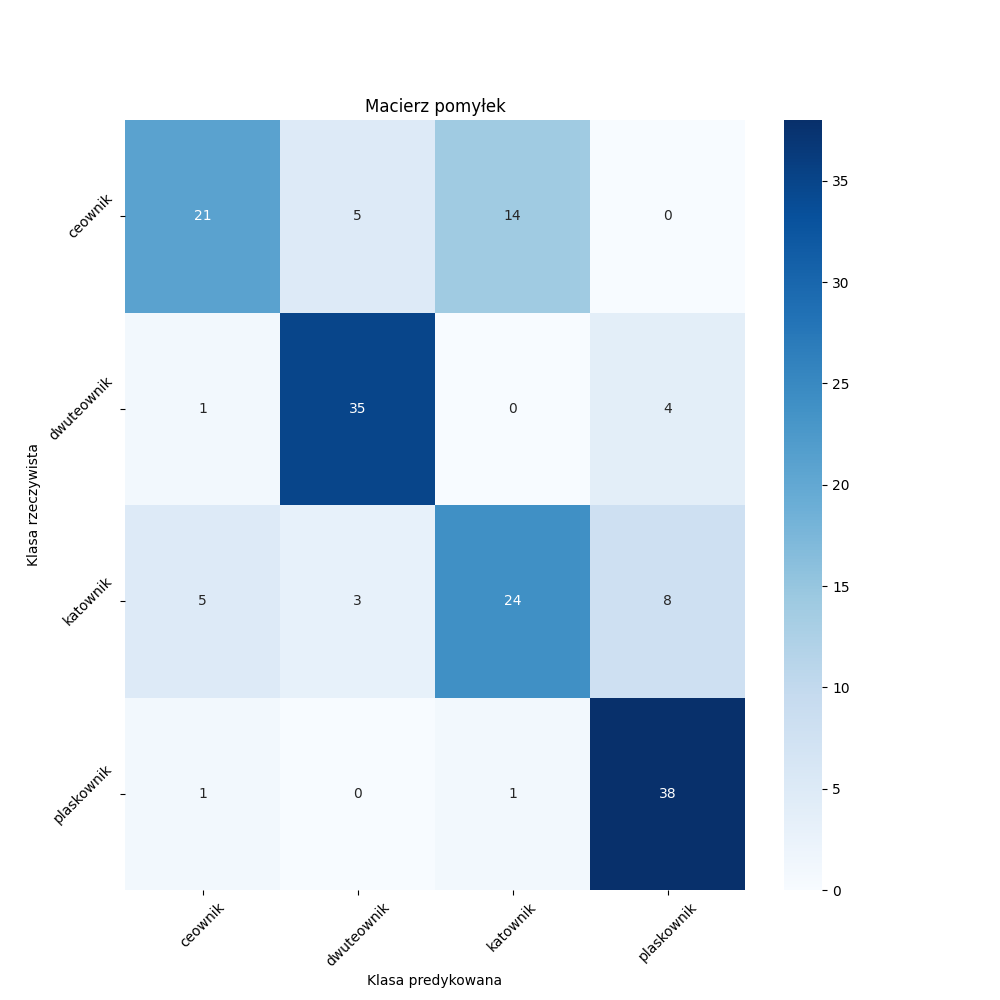 Macierz pomyłek
Klasa rzeczywista
ceownik
21 5 14 0
dwuteownik
1 35 0 4
katownik
5 3 24 8
plaskownik
1 0 1 38
ceownik dwuteownik katownik plaskownik
Klasa predykowana
35
30
25
20
15
10
5
0